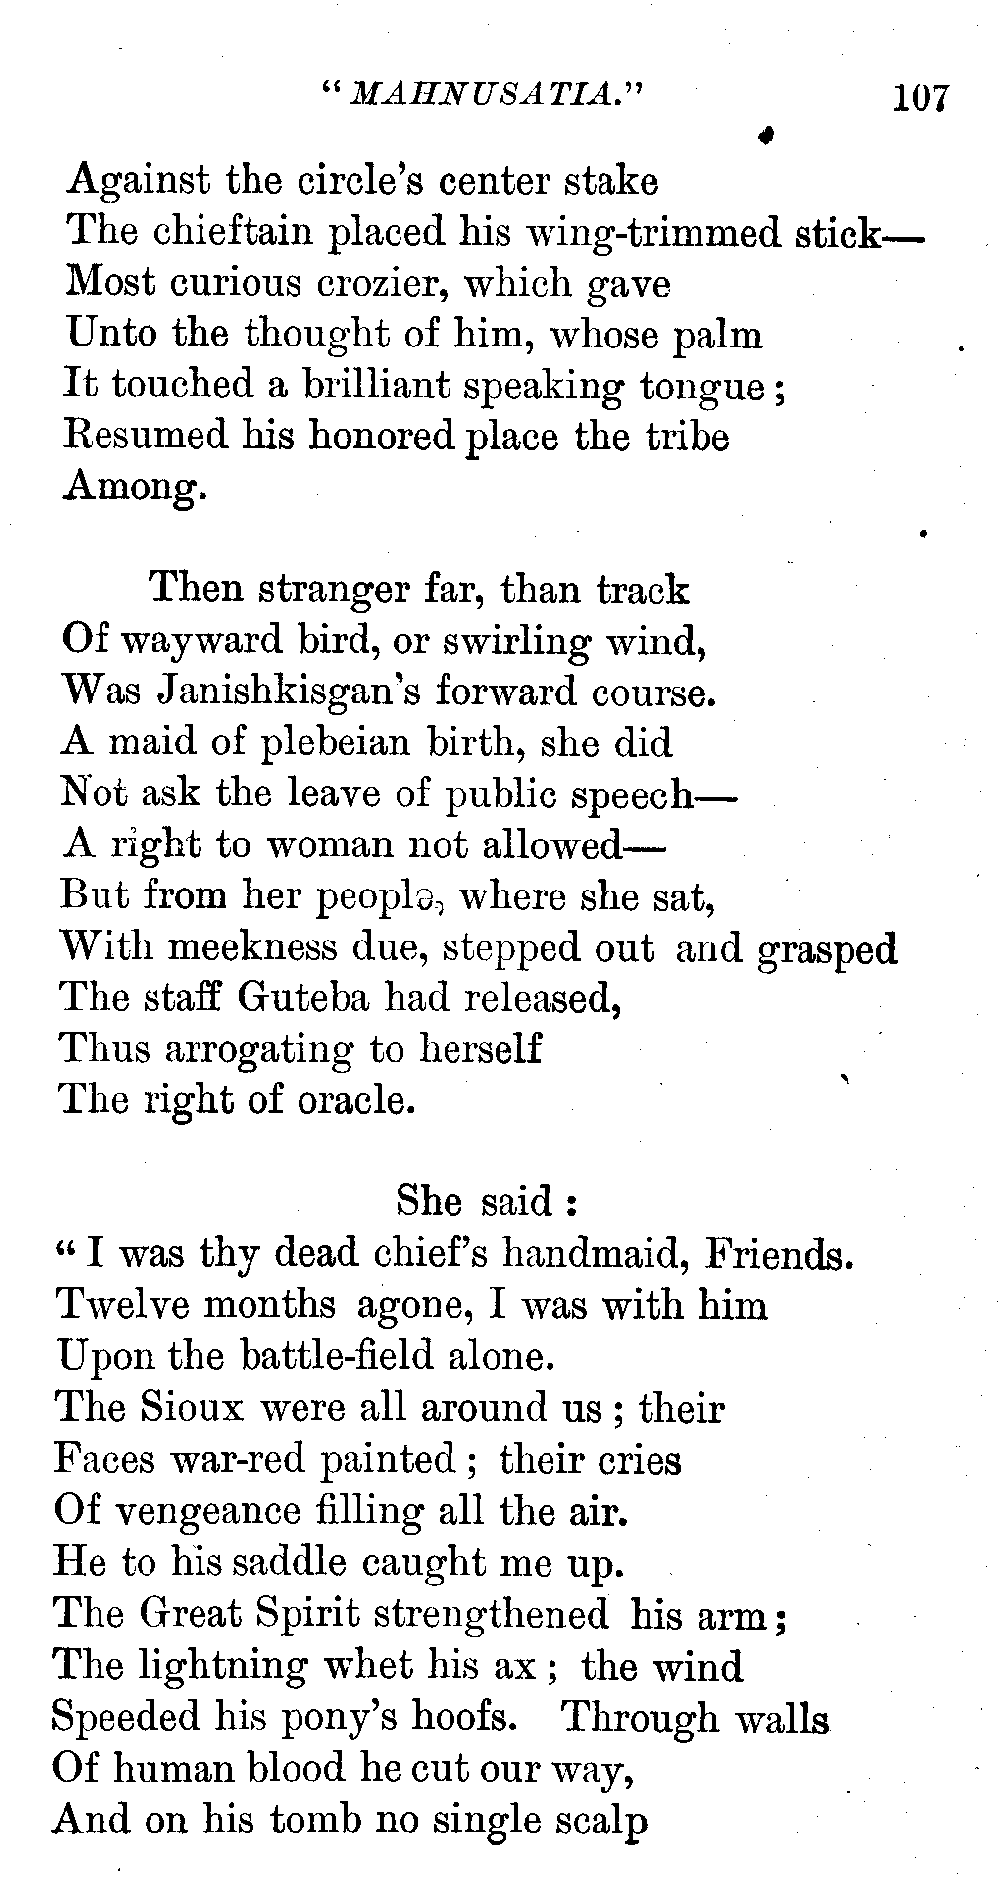 "MAHNUSATIA." 107
Against the circle's center stake
The chieftain placed his wing-trimmed stick—
Most curious crozier, which gave
Unto the thought of him, whose palm
It touched a brilliant speaking tongue;
Resumed his honored place the tribe
Among.
Then stranger far, than track
Of wayward bird, or swirling wind,
Was Janishkisgan's forward course.
A maid of plebeian birth, she did
Not ask the leave of public speech—
A right to woman not allowed—
But from her people, where she sat,
With meekness due, stepped out and grasped
The staff Guteba had released,
Thus arrogating to herself
The right of oracle.
She said:
"I was thy dead chief's handmaid, Friends.
Twelve months agone, I was with him
Upon the battle-field alone.
The Sioux were all around us; their
Faces war-red painted; their cries
Of vengeance filling all the air.
He to his saddle caught me up.
The Great Spirit strengthened his arm;
The lightning whet his ax; the wind
Speeded his pony's hoofs. Through walls
Of human blood he cut our way,
And on his tomb no single scalp